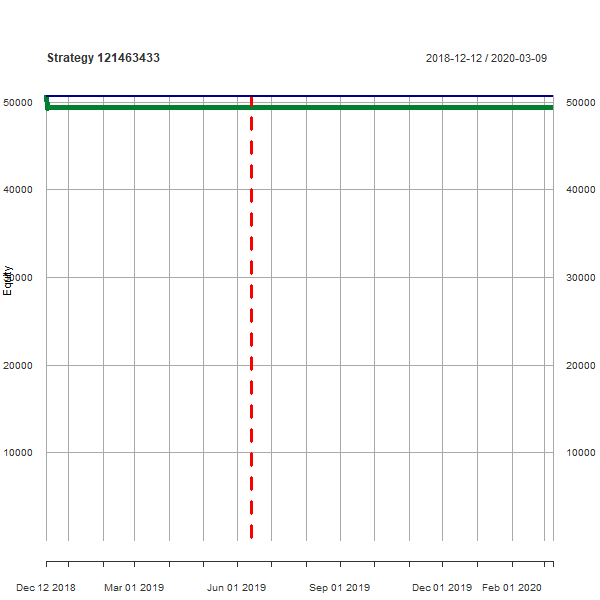 Strategy 121463433
2018-12-12 / 2020-03-09
50000
50000
40000
40000
Equity
30000
30000
20000
20000
10000
10000
Dec 12 2018
Mar 01 2019
Jun 01 2019
Sep 01 2019
Dec 01 2019
Feb 01 2020